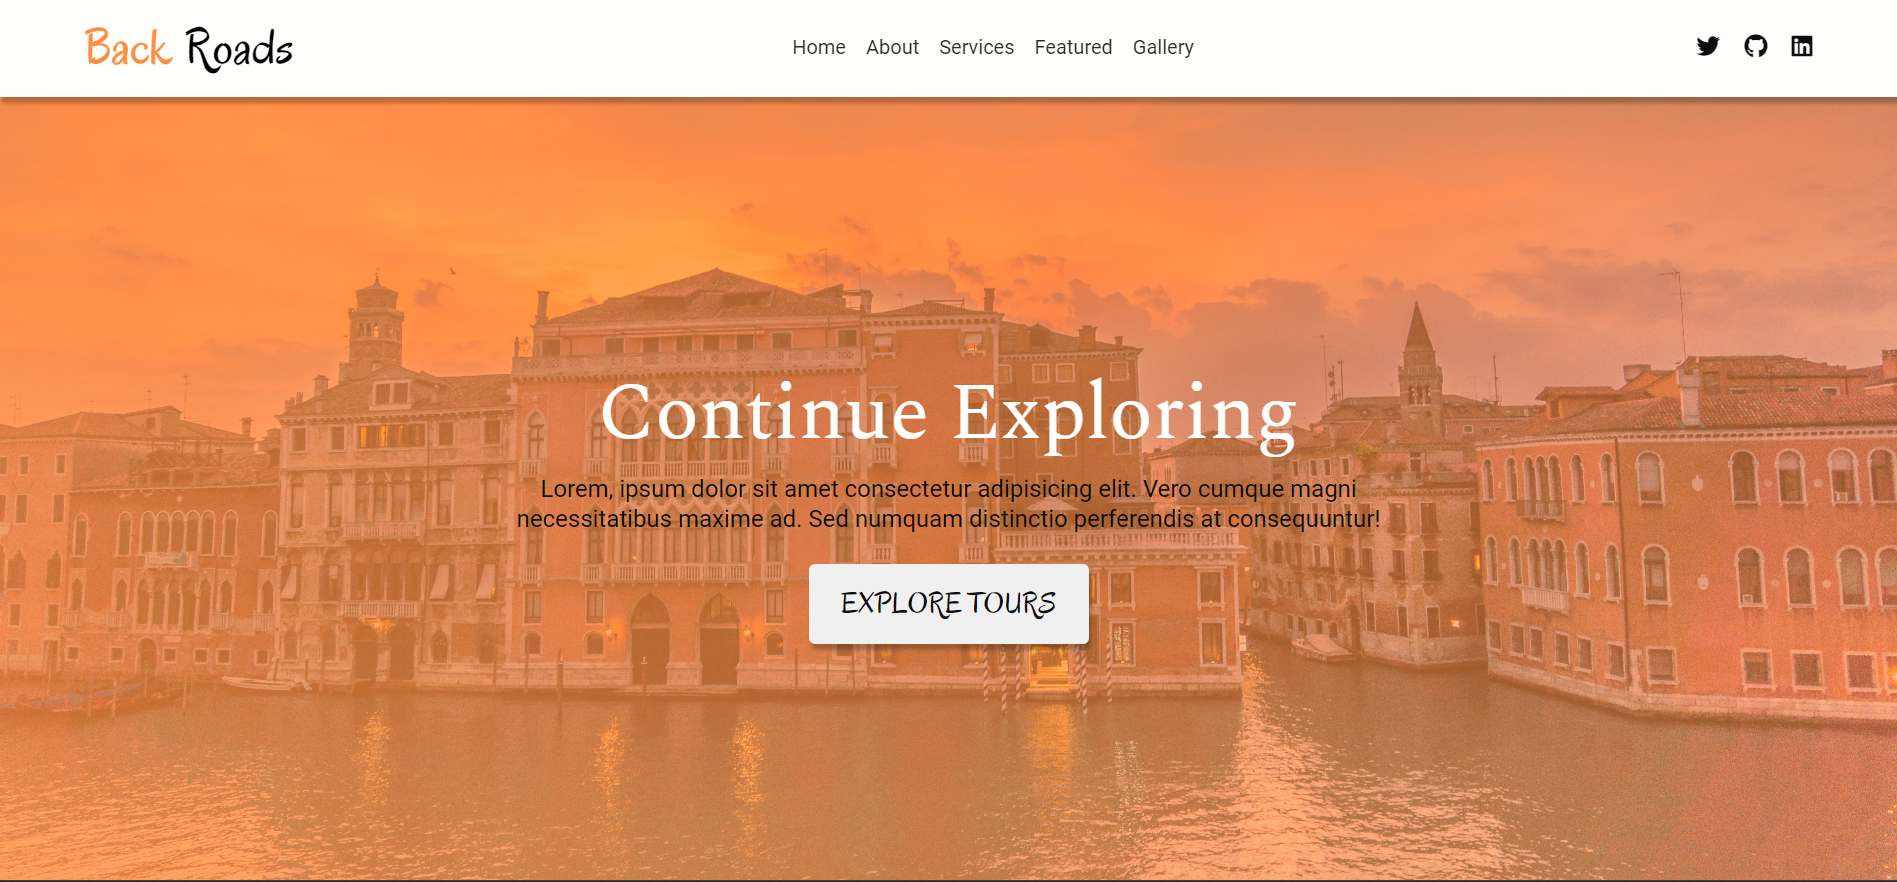 Back Roads
Home About Services Featured Gallery
Continue Exploring
Lorem, ipsum dolor sit amet consectetur adipisicing elit. Vero cumque magni
necessitatibus maxime ad. Sed numquam distinctio perferendis at consequuntur!
EXPLORE TOURS